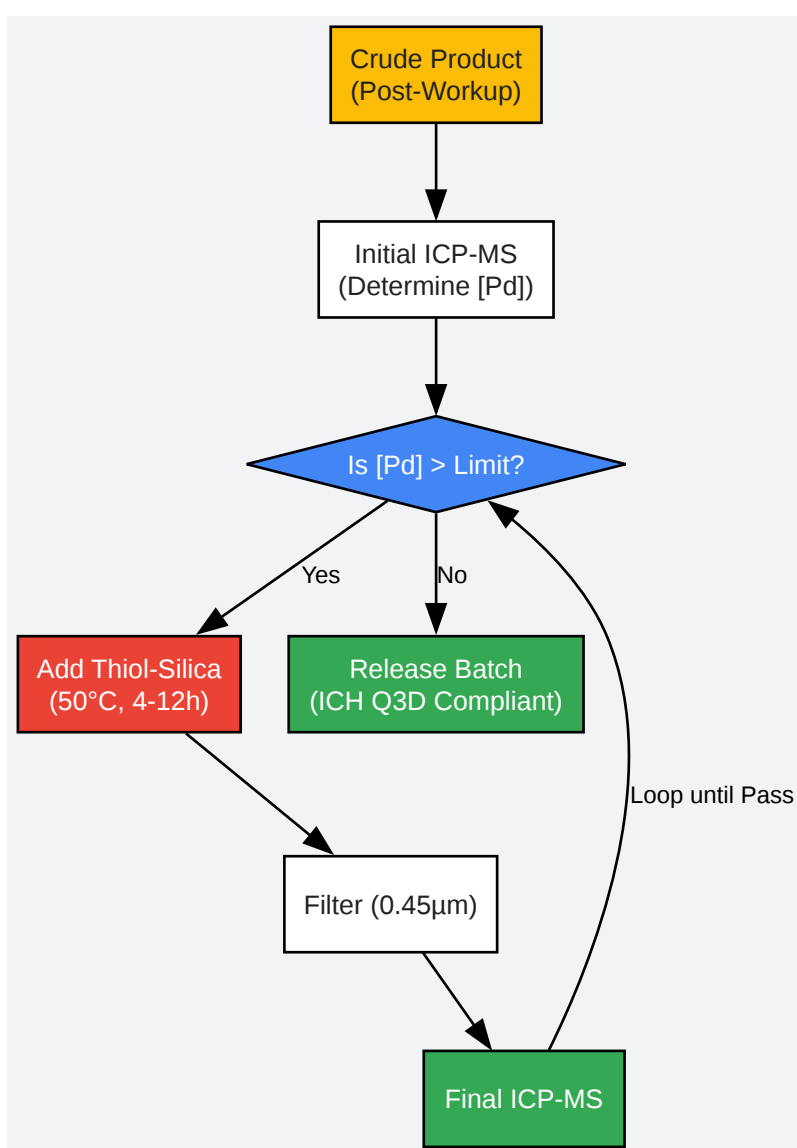 Crude Product
(Post-Workup)
Initial ICP-MS
(Determine [Pd])
Is [Pd] > Limit?
Yes
No
Add Thiol-Silica
(50°C, 4-12h)
Release Batch
(ICH Q3D Compliant)
Loop until Pass
Filter (0.45µm)
Final ICP-MS